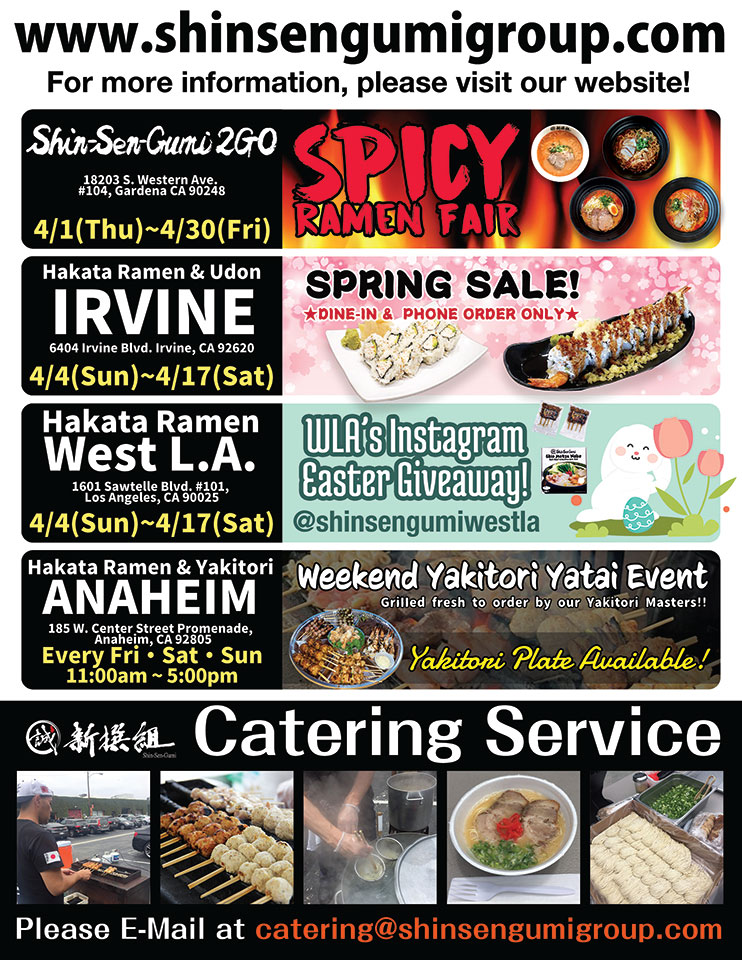 www.shinsengumigroup.com
For more information, please visit our website!
Shin-Sen-Gumi 2GO
18203 S. Western Ave.
#104, Gardena CA 90248
4/1(Thu)~4/30(Fri)
SPICY
RAMEN FAIR
Hakata Ramen & Udon
IRVINE
6404 Irvine Blvd. Irvine, CA 92620
4/4(Sun)~4/17(Sat)
SPRING SALE!
★DINE-IN & PHONE ORDER ONLY★
Hakata Ramen
West L.A.
1601 Sawtelle Blvd. #101,
Los Angeles, CA 90025
4/4(Sun)~4/17(Sat)
WLA's Instagram
Easter Giveaway!
@shinsengumiwestla
Hakata Ramen & Yakitori
ANAHEIM
185 W. Center Street Promenade,
Anaheim, CA 92805
Every Fri・Sat・Sun
11:00am ~ 5:00pm
Weekend Yakitori Yatai Event
Grilled fresh to order by our Yakitori Masters!!
Yakitori Plate Available!
誠 新撰組
Shin-Sen-Gumi
Catering Service
Please E-Mail at catering@shinsengumigroup.com